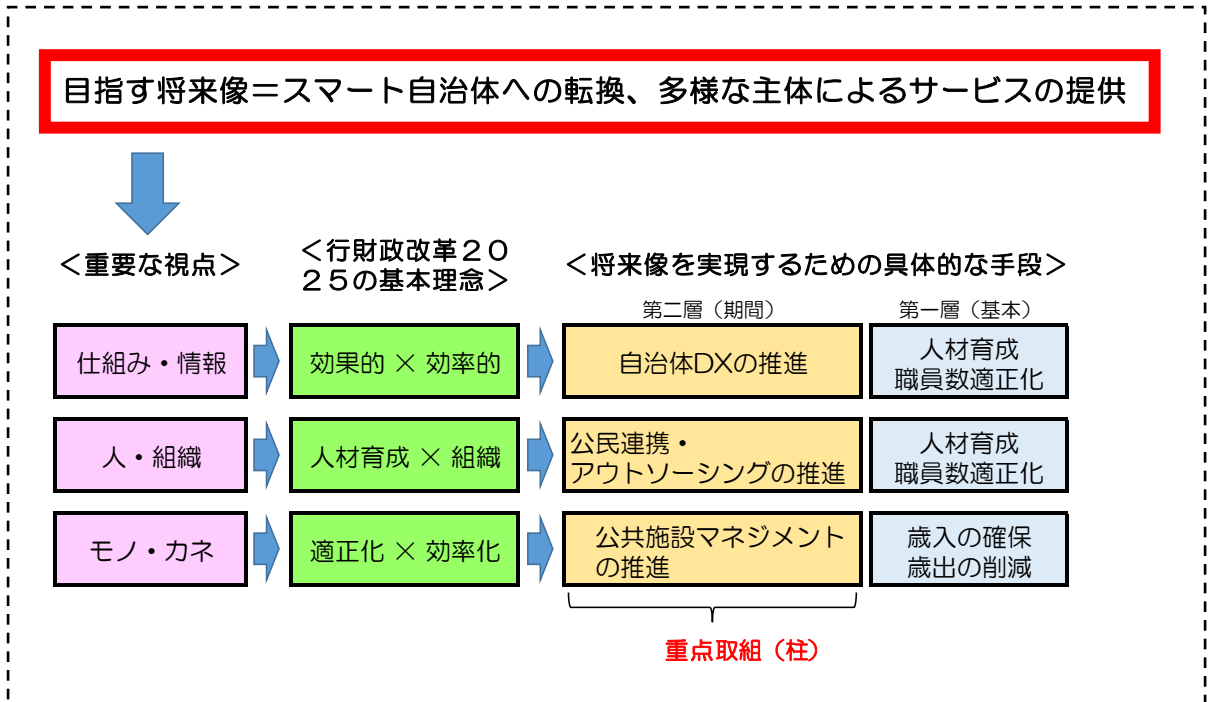 目指す将来像＝スマート自治体への転換、多様な主体によるサービスの提供
＜重要な視点＞
＜行財政改革２０
２５の基本理念＞
＜将来像を実現するための具体的な手段＞
第二層（期間）
第一層（基本）
仕組み・情報
効果的 × 効率的
自治体DXの推進
人材育成
職員数適正化
人・組織
人材育成 × 組織
公民連携・
アウトソーシングの推進
人材育成
職員数適正化
モノ・カネ
適正化 × 効率化
公共施設マネジメント
の推進
歳入の確保
歳出の削減
重点取組（柱）